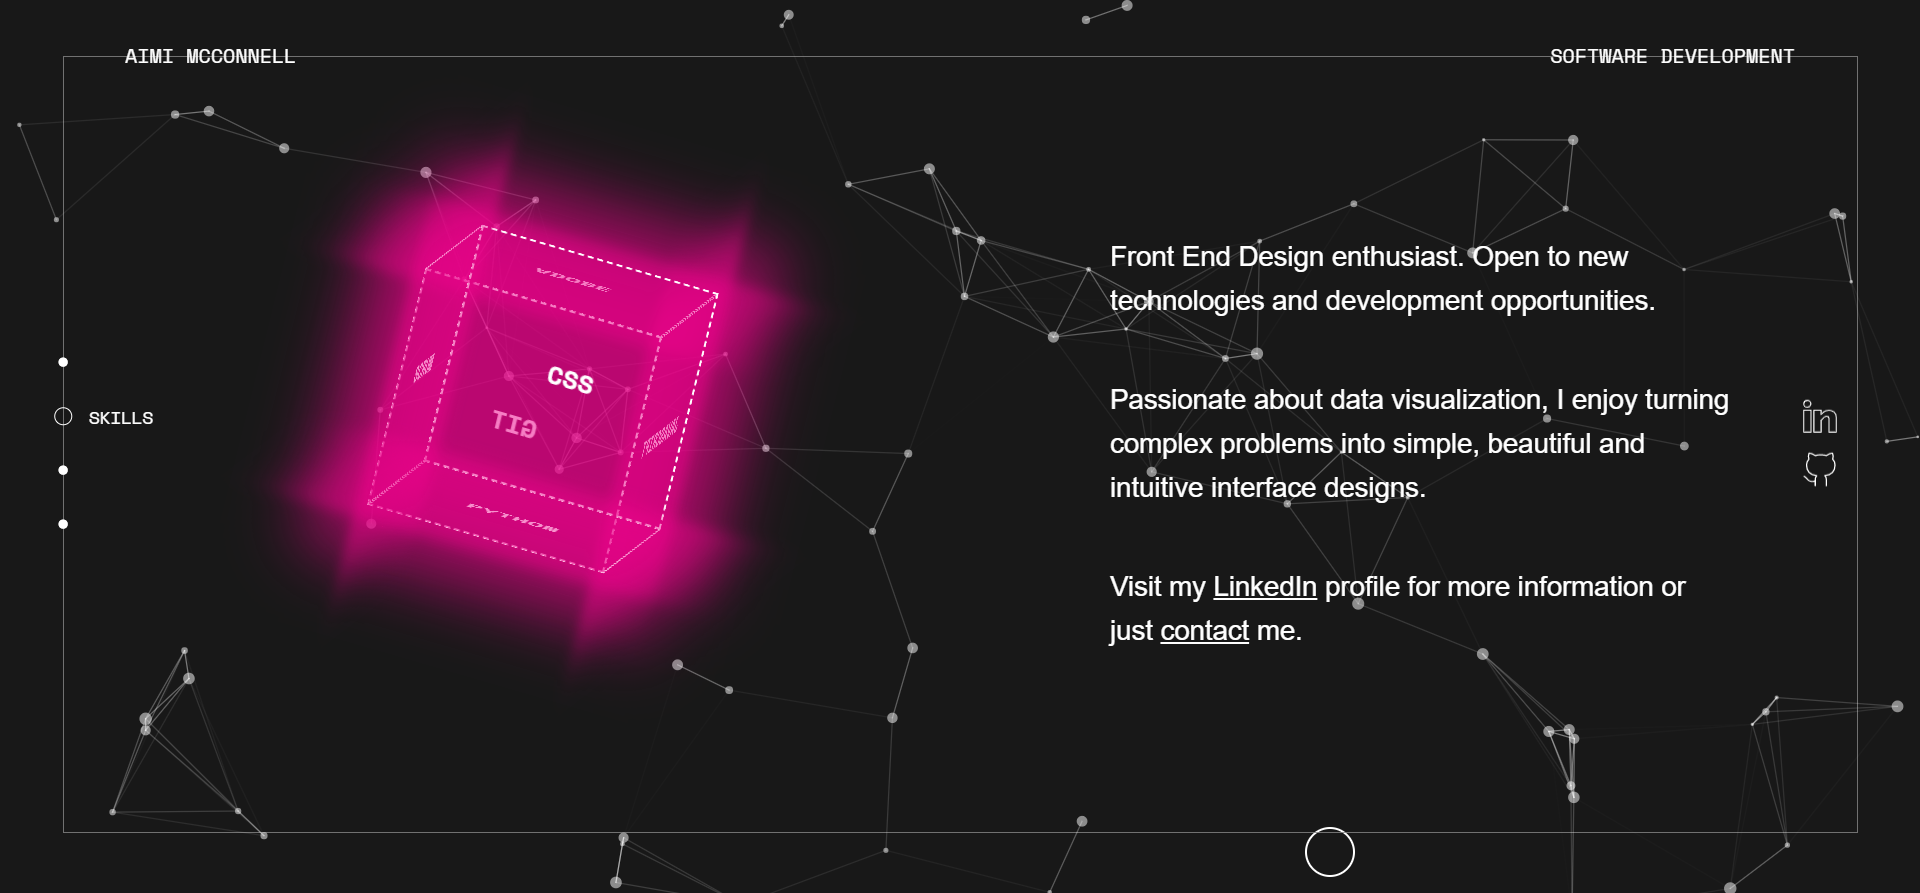 AIMI MCCONNELL
SOFTWARE DEVELOPMENT
ADOBE
CSS
GIT
PYTHON
SKILLS
Front End Design enthusiast. Open to new
technologies and development opportunities.
Passionate about data visualization, I enjoy turning
complex problems into simple, beautiful and
intuitive interface designs.
in
Visit my LinkedIn profile for more information or
just contact me.